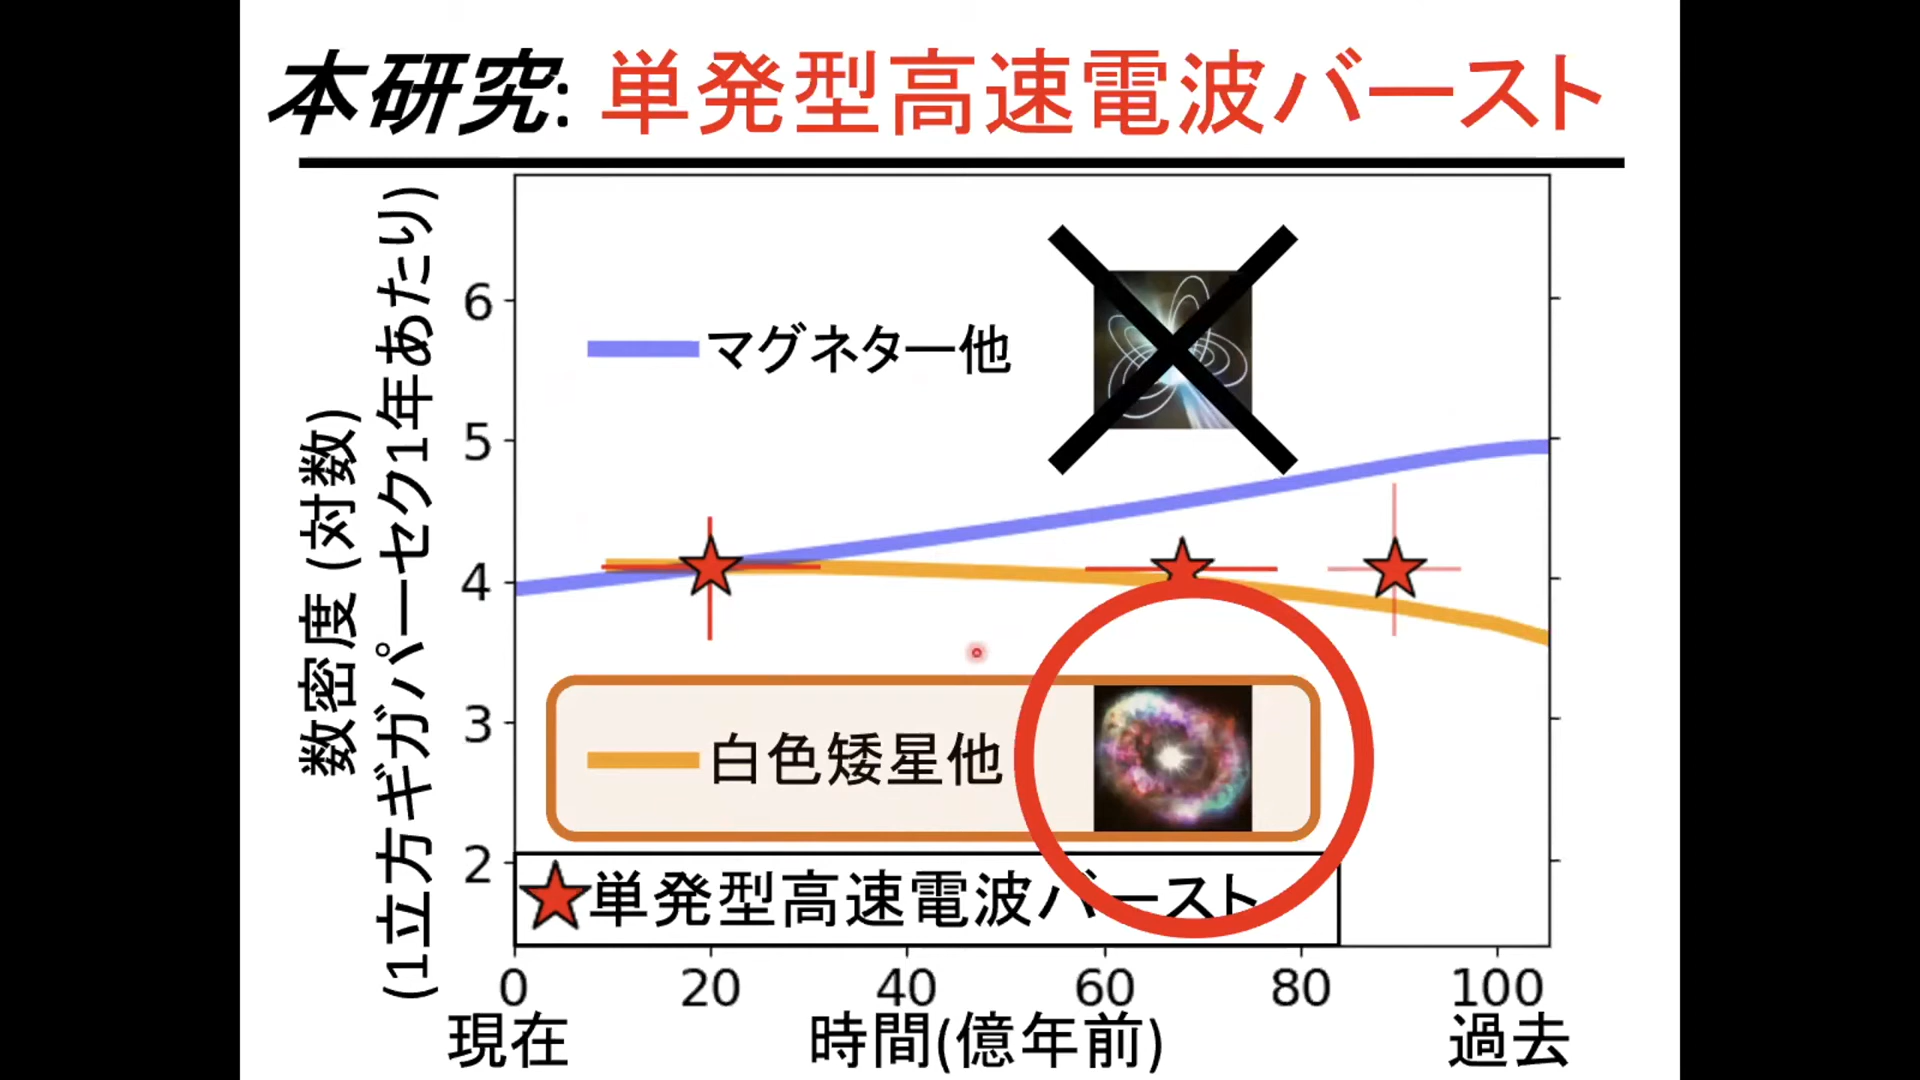 本研究: 単発型高速電波バースト
数密度 (対数)
(1立方ギガパーセク1年あたり)
6
5
4
3
2
マグネター他
白色矮星他
単発型高速電波バースト
0 20 40 60 80 100
現在 時間(億年前) 過去